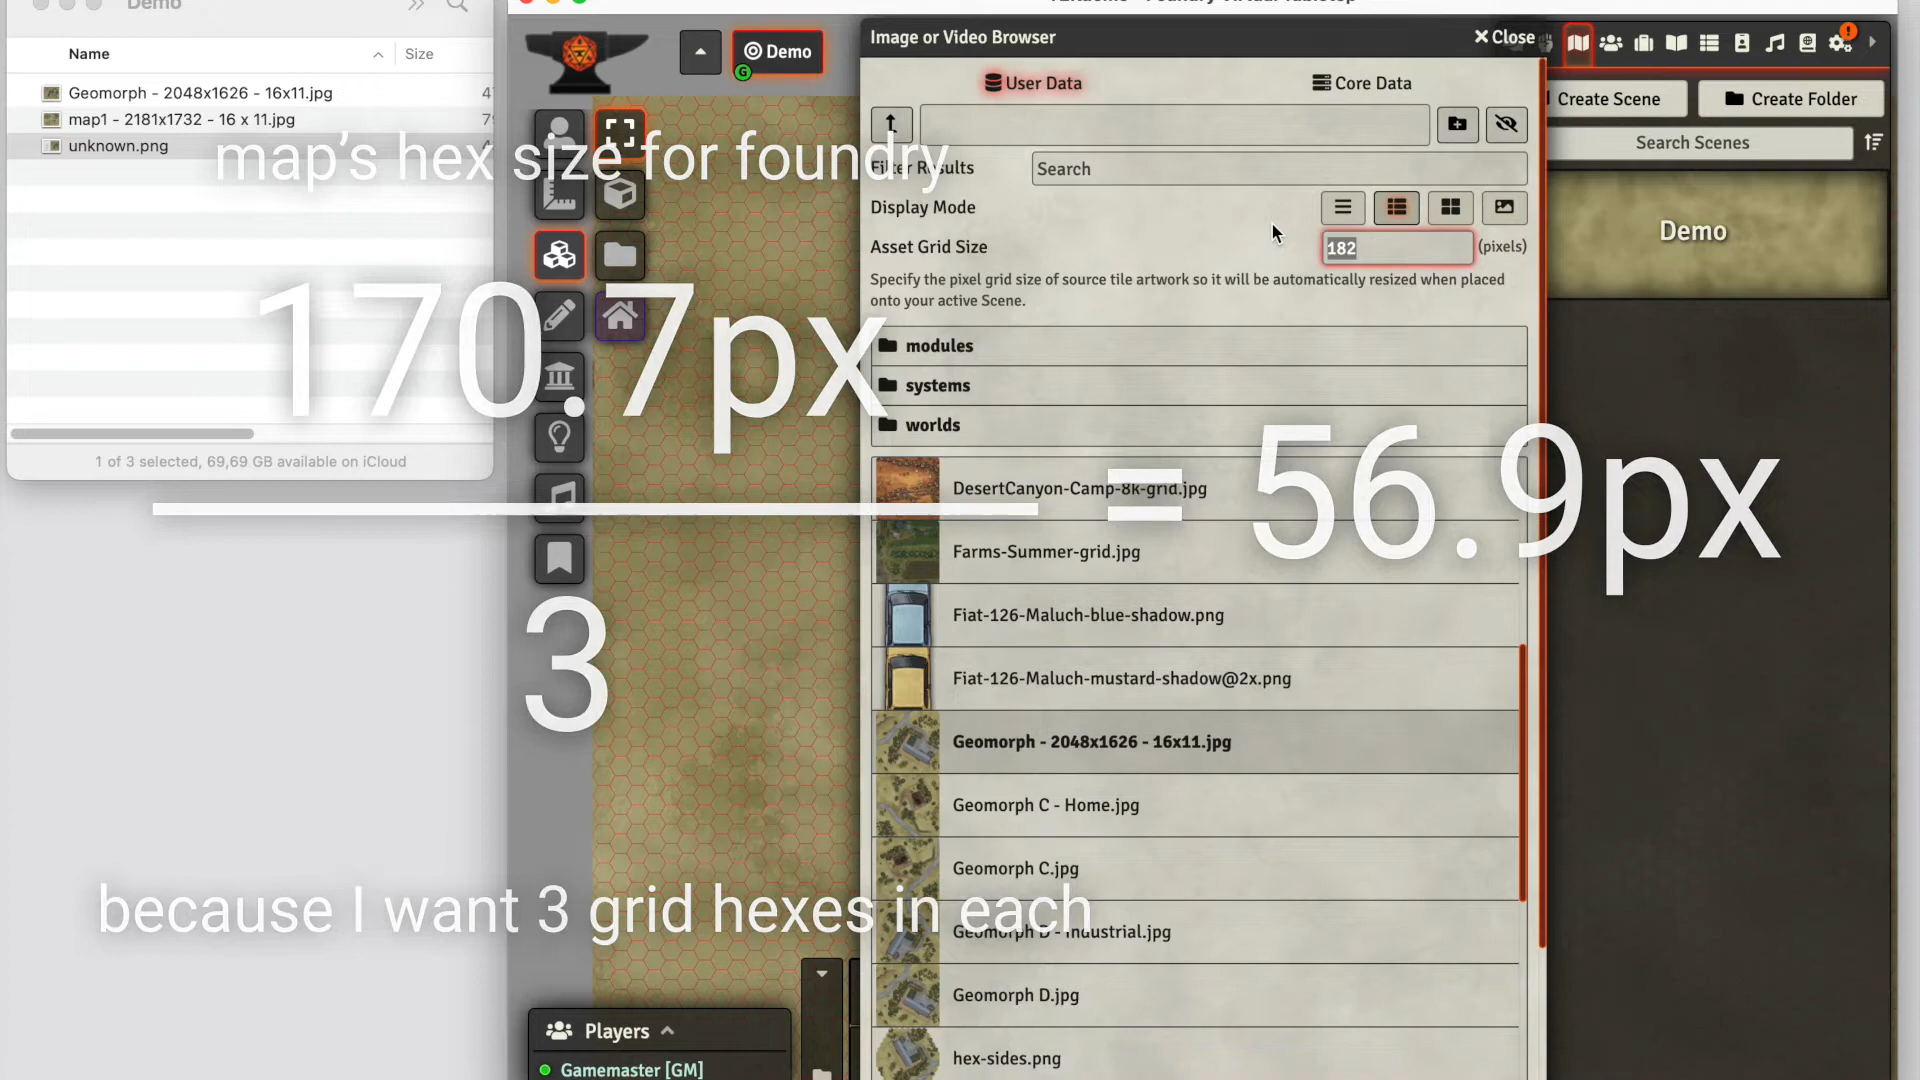 Demo
Name
Size
Geomorph - 2048x1626 - 16x11.jpg
map1 - 2181x1732 - 16 x 11.jpg
unknown.png
1 of 3 selected, 69,69 GB available on iCloud
map's hex size for foundry
170.7px
3
= 56.9px
because I want 3 grid hexes in each
Demo
G
Image or Video Browser
Close
User Data
Core Data
Filter Results
Search
Display Mode
Asset Grid Size
182
(pixels)
Specify the pixel grid size of source tile artwork so it will be automatically resized when placed
onto your active Scene.
modules
systems
worlds
DesertCanyon-Camp-8k-grid.jpg
Farms-Summer-grid.jpg
Fiat-126-Maluch-blue-shadow.png
Fiat-126-Maluch-mustard-shadow@2x.png
Geomorph - 2048x1626 - 16x11.jpg
Geomorph C - Home.jpg
Geomorph C.jpg
Geomorph D - Industrial.jpg
Geomorph D.jpg
hex-sides.png
Create Scene
Create Folder
Search Scenes
Demo
Players
Gamemaster [GM]